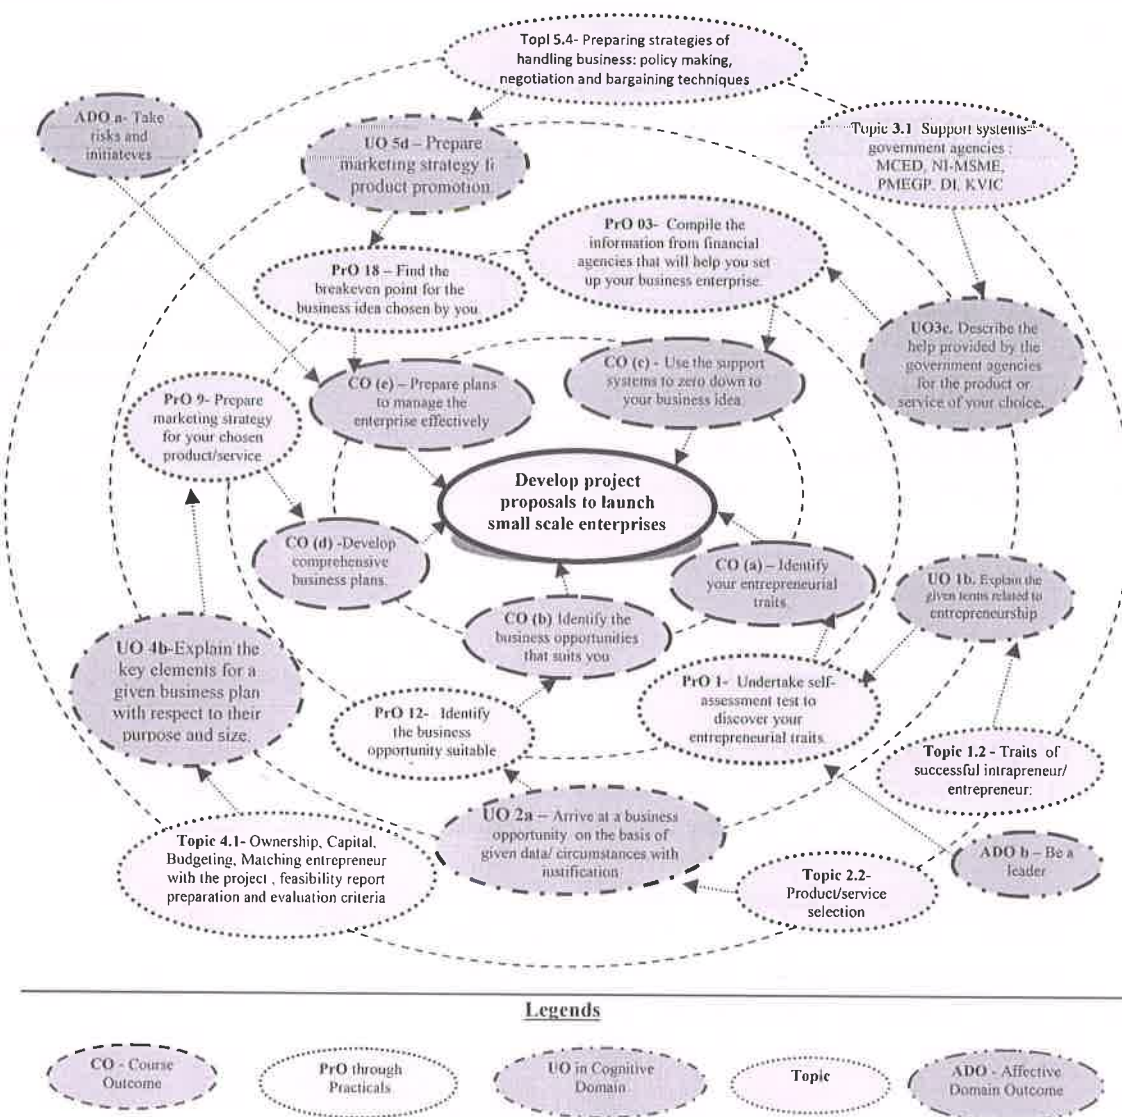 Topl 5.4- Preparing strategies of
handling business: policy making,
negotiation and bargaining techniques
ADO a- Take
risks and
initiateves
Topic 3.1 Support systems-
government agencies :
MCED, NI-MSME,
PMEGP. DI, KVIC
UO 5d – Prepare
marketing strategy fi
product promotion.
PrO 03- Compile the
information from financial
agencies that will help you set
up your business enterprise.
PrO 18 – Find the
breakeven point for the
business idea chosen by you
UO3c. Describe the
help provided by the
government agencies
for the product or
service of your choice.
CO (e) – Prepare plans
to manage the
enterprise effectively
CO (c) - Use the support
systems to zero down to
your business idea
PrO 9- Prepare
marketing strategy
for your chosen
product/service
Develop project
proposals to launch
small scale enterprises
CO (d) -Develop
comprehensive
business plans.
CO (a) – Identify
your entrepreneurial
traits
UO 1b. Explain the
given terms related to
entrepreneurship
CO (b) Identify the
business opportunities
that suits you
UO 4b-Explain the
key elements for a
given business plan
with respect to their
purpose and size.
PrO 1- Undertake self-
assessment test to
discover your
entrepreneurial traits
PrO 12- Identify
the business
opportunity suitable
Topic 1.2 - Traits of
successful intrapreneur/
entrepreneur:
UO 2a – Arrive at a business
opportunity on the basis of
given data/ circumstances with
justification
Topic 4.1- Ownership, Capital,
Budgeting, Matching entrepreneur
with the project , feasibility report
preparation and evaluation criteria
ADO b – Be a
leader
Topic 2.2-
Product/service
selection
Legends
CO - Course
Outcome
PrO through
Practicals
UO in Cognitive
Domain
Topic
ADO - Affective
Domain Outcome